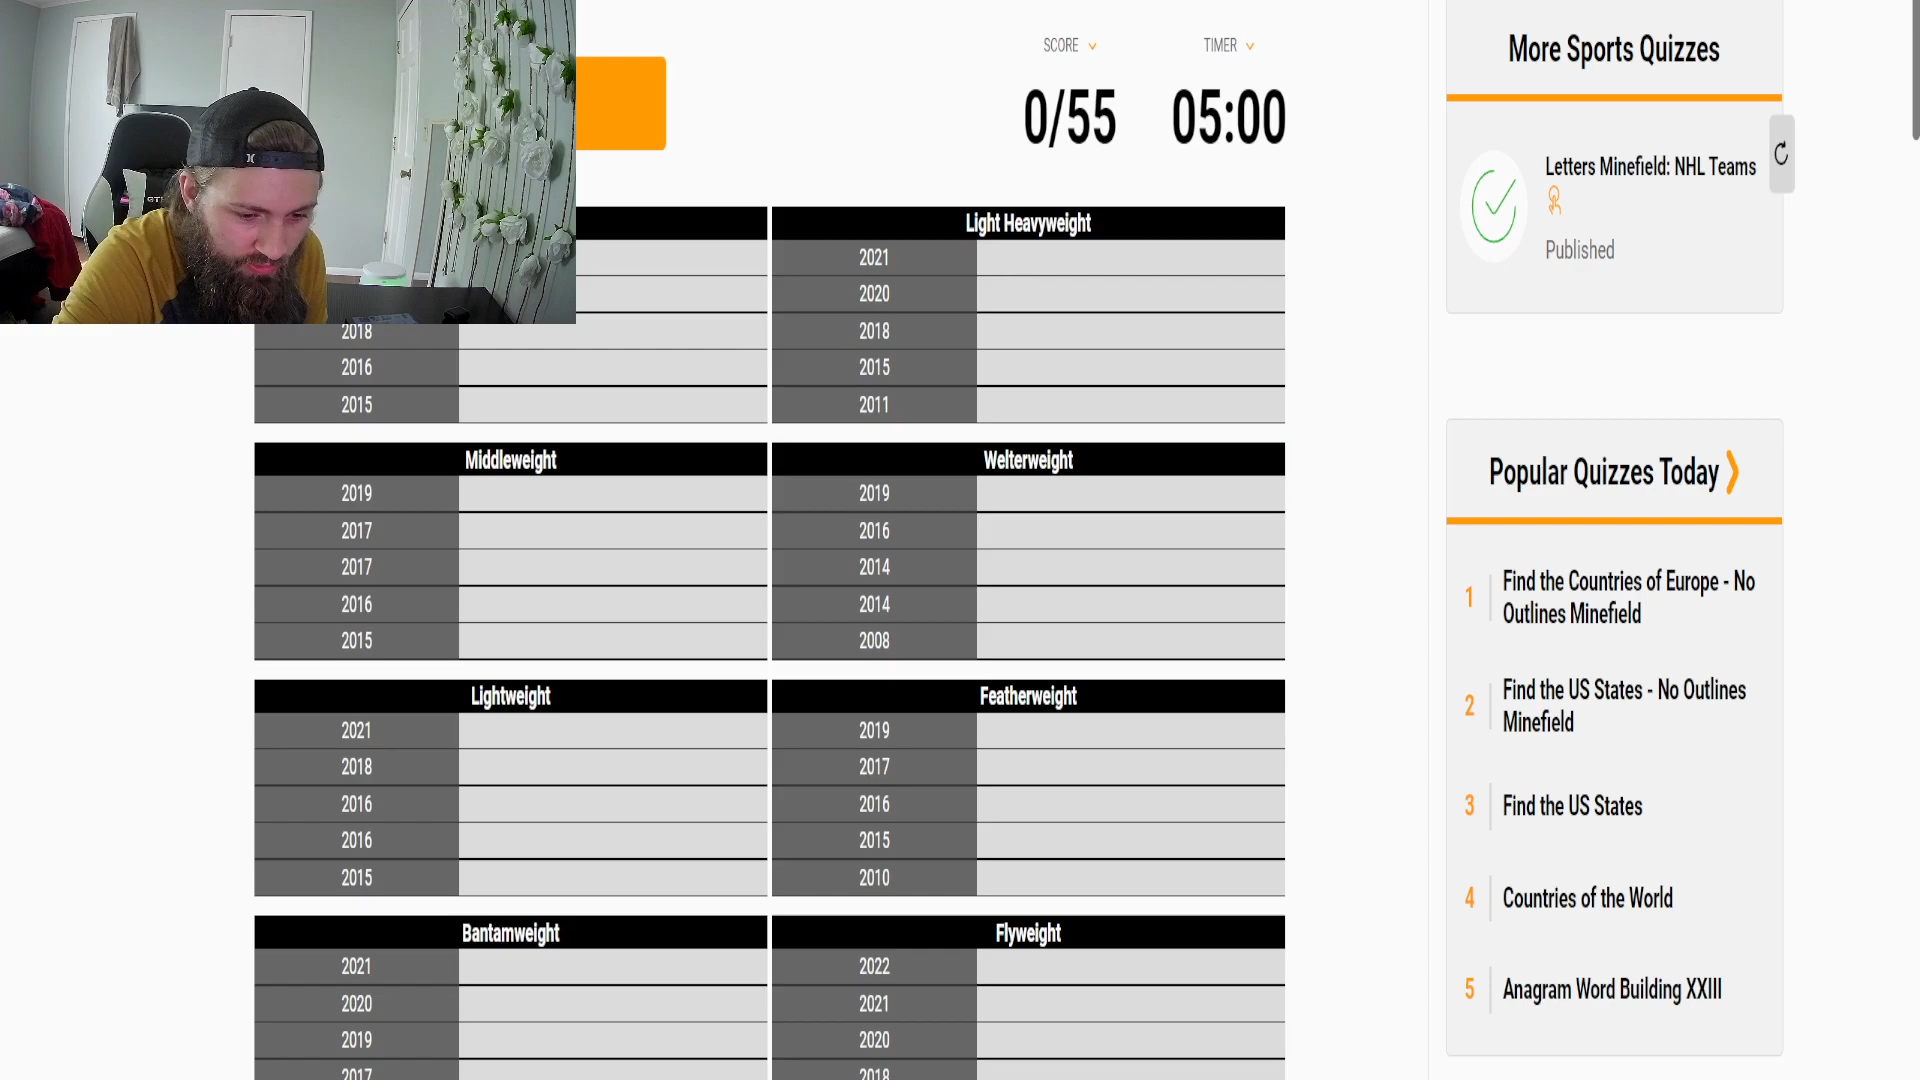 SCORE
TIMER
0/55
05:00
Light Heavyweight
2021
2020
2018
2015
2011
2018
2016
2015
Middleweight
2019
2017
2017
2016
2015
Welterweight
2019
2016
2014
2014
2008
Lightweight
2021
2018
2016
2016
2015
Featherweight
2019
2017
2016
2015
2010
Bantamweight
2021
2020
2019
2017
Flyweight
2022
2021
2020
2018
More Sports Quizzes
Letters Minefield: NHL Teams
Published
Popular Quizzes Today
1
Find the Countries of Europe - No
Outlines Minefield
2
Find the US States - No Outlines
Minefield
3
Find the US States
4
Countries of the World
5
Anagram Word Building XXIII